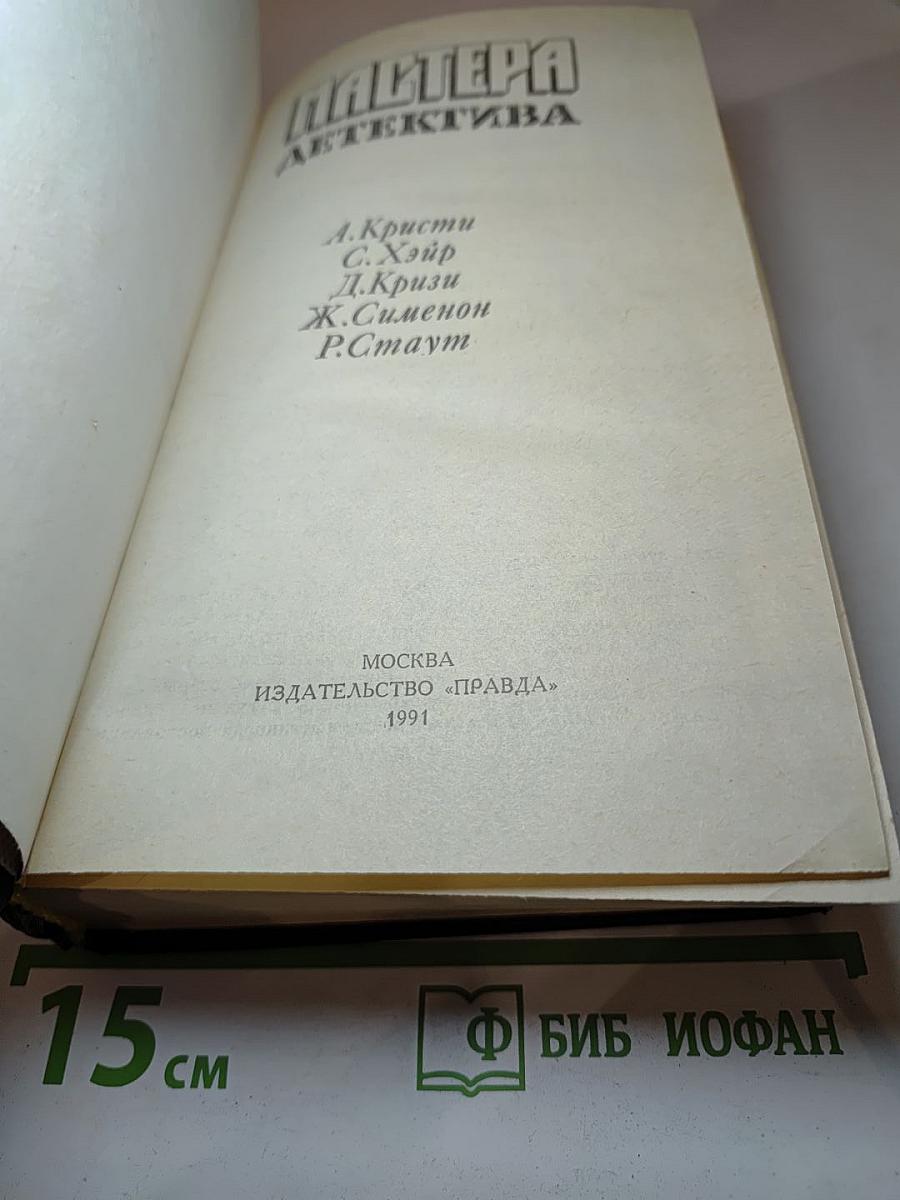 МАСТЕРА
ДЕТЕКТИВА
А.Кристи
С.Хэйр
Д.Кризи
Ж.Сименон
Р.Стаут
МОСКВА
ИЗДАТЕЛЬСТВО «ПРАВДА»
1991
15 см
Ф БИБ ИОФАН